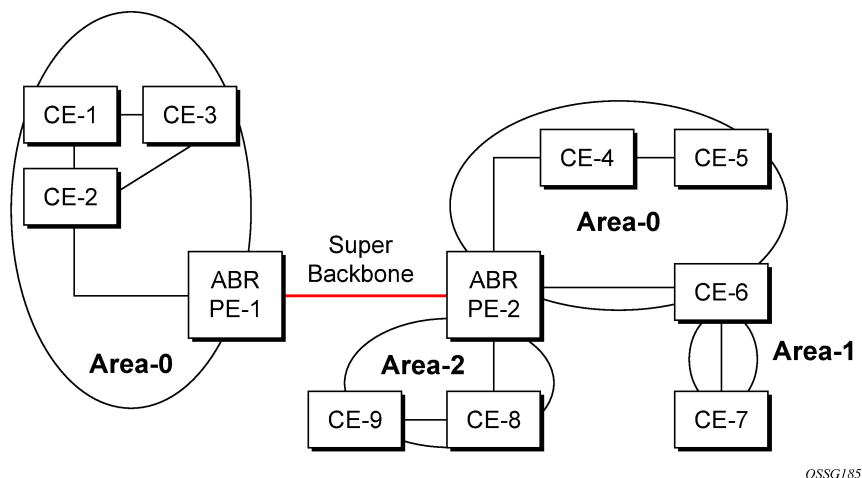 CE-1
CE-3
CE-2
ABR
PE-1
Area-0
Super
Backbone
CE-4
CE-5
Area-0
ABR
PE-2
CE-6
Area-2
Area-1
CE-9
CE-8
CE-7
OSSG185